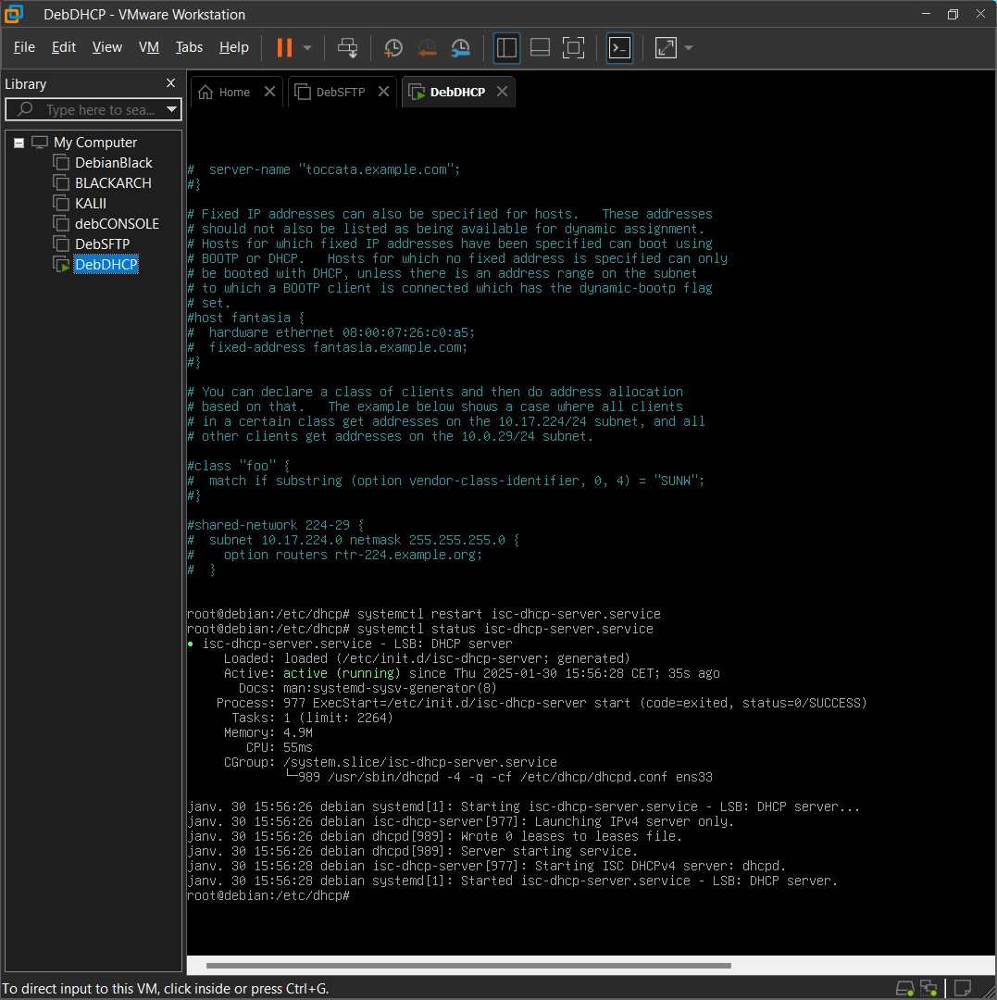 DebDHCP - VMware Workstation
File Edit View VM Tabs Help
Library
Type here to sea...
My Computer
DebianBlack
BLACKARCH
KALII
debCONSOLE
DebSFTP
DebDHCP
Home DebSFTP DebDHCP
#  server-name "toccata.example.com";
#}
# Fixed IP addresses can also be specified for hosts.   These addresses
# should not also be listed as being available for dynamic assignment.
# Hosts for which fixed IP addresses have been specified can boot using
# BOOTP or DHCP.   Hosts for which no fixed address is specified can only
# be booted with DHCP, unless there is an address range on the subnet
# to which a BOOTP client is connected which has the dynamic-bootp flag
# set.
#host fantasia {
#  hardware ethernet 08:00:07:26:c0:a5;
#  fixed-address fantasia.example.com;
#}
# You can declare a class of clients and then do address allocation
# based on that.   The example below shows a case where all clients
# in a certain class get addresses on the 10.17.224/24 subnet, and all
# other clients get addresses on the 10.0.29/24 subnet.
#class "foo" {
#  match if substring (option vendor-class-identifier, 0, 4) = "SUNW";
#}
#shared-network 224-29 {
#  subnet 10.17.224.0 netmask 255.255.255.0 {
#    option routers rtr-224.example.org;
#  }
root@debian:/etc/dhcp# systemctl restart isc-dhcp-server.service
root@debian:/etc/dhcp# systemctl status isc-dhcp-server.service
● isc-dhcp-server.service - LSB: DHCP server
Loaded: loaded (/etc/init.d/isc-dhcp-server; generated)
Active: active (running) since Thu 2025-01-30 15:56:28 CET; 35s ago
Docs: man:systemd-sysv-generator(8)
Process: 977 ExecStart=/etc/init.d/isc-dhcp-server start (code=exited, status=0/SUCCESS)
Tasks: 1 (limit: 2264)
Memory: 4.9M
CPU: 55ms
CGroup: /system.slice/isc-dhcp-server.service
└─989 /usr/sbin/dhcpd -4 -q -cf /etc/dhcp/dhcpd.conf ens33
janv. 30 15:56:26 debian systemd[1]: Starting isc-dhcp-server.service - LSB: DHCP server...
janv. 30 15:56:26 debian isc-dhcp-server[977]: Launching IPv4 server only.
janv. 30 15:56:26 debian dhcpd[989]: Wrote 0 leases to leases file.
janv. 30 15:56:26 debian dhcpd[989]: Server starting service.
janv. 30 15:56:28 debian isc-dhcp-server[977]: Starting ISC DHCPv4 server: dhcpd.
janv. 30 15:56:28 debian systemd[1]: Started isc-dhcp-server.service - LSB: DHCP server.
root@debian:/etc/dhcp#
To direct input to this VM, click inside or press Ctrl+G.